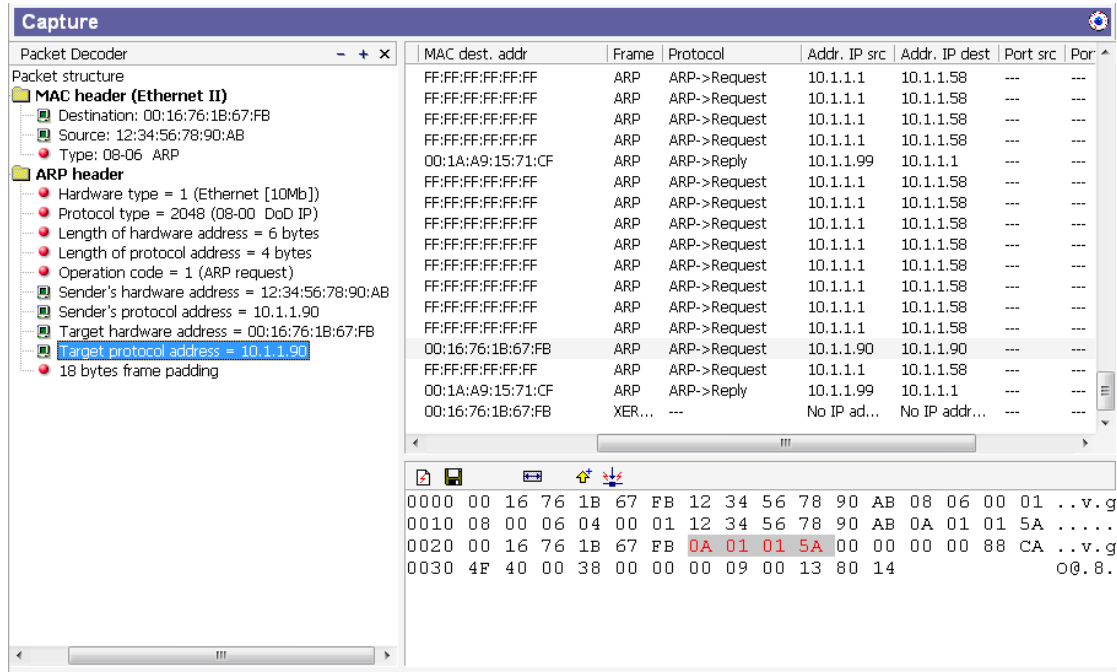 Capture
Packet Decoder
Packet structure
MAC header (Ethernet II)
Destination: 00:16:76:1B:67:FB
Source: 12:34:56:78:90:AB
Type: 08-06 ARP
ARP header
Hardware type = 1 (Ethernet [10Mb])
Protocol type = 2048 (08-00 DoD IP)
Length of hardware address = 6 bytes
Length of protocol address = 4 bytes
Operation code = 1 (ARP request)
Sender's hardware address = 12:34:56:78:90:AB
Sender's protocol address = 10.1.1.90
Target hardware address = 00:16:76:1B:67:FB
Target protocol address = 10.1.1.90
18 bytes frame padding
MAC dest. addr Frame Protocol Addr. IP src Addr. IP dest Port src Por
FF:FF:FF:FF:FF:FF ARP ARP->Request 10.1.1.1 10.1.1.58 --- ---
FF:FF:FF:FF:FF:FF ARP ARP->Request 10.1.1.1 10.1.1.58 --- ---
FF:FF:FF:FF:FF:FF ARP ARP->Request 10.1.1.1 10.1.1.58 --- ---
FF:FF:FF:FF:FF:FF ARP ARP->Request 10.1.1.1 10.1.1.58 --- ---
00:1A:A9:15:71:CF ARP ARP->Reply 10.1.1.99 10.1.1.1 --- ---
FF:FF:FF:FF:FF:FF ARP ARP->Request 10.1.1.1 10.1.1.58 --- ---
FF:FF:FF:FF:FF:FF ARP ARP->Request 10.1.1.1 10.1.1.58 --- ---
FF:FF:FF:FF:FF:FF ARP ARP->Request 10.1.1.1 10.1.1.58 --- ---
FF:FF:FF:FF:FF:FF ARP ARP->Request 10.1.1.1 10.1.1.58 --- ---
FF:FF:FF:FF:FF:FF ARP ARP->Request 10.1.1.1 10.1.1.58 --- ---
FF:FF:FF:FF:FF:FF ARP ARP->Request 10.1.1.1 10.1.1.58 --- ---
FF:FF:FF:FF:FF:FF ARP ARP->Request 10.1.1.1 10.1.1.58 --- ---
FF:FF:FF:FF:FF:FF ARP ARP->Request 10.1.1.1 10.1.1.58 --- ---
00:16:76:1B:67:FB ARP ARP->Request 10.1.1.90 10.1.1.90 --- ---
FF:FF:FF:FF:FF:FF ARP ARP->Request 10.1.1.1 10.1.1.58 --- ---
00:1A:A9:15:71:CF ARP ARP->Reply 10.1.1.99 10.1.1.1 --- ---
00:16:76:1B:67:FB XER... --- No IP ad... No IP addr... --- ---
0000 00 16 76 1B 67 FB 12 34 56 78 90 AB 08 06 00 01 ..v.g
0010 08 00 06 04 00 01 12 34 56 78 90 AB 0A 01 01 5A .....
0020 00 16 76 1B 67 FB 0A 01 01 5A 00 00 00 00 88 CA ..v.g
0030 4F 40 00 38 00 00 00 09 00 13 80 14 O@.8.